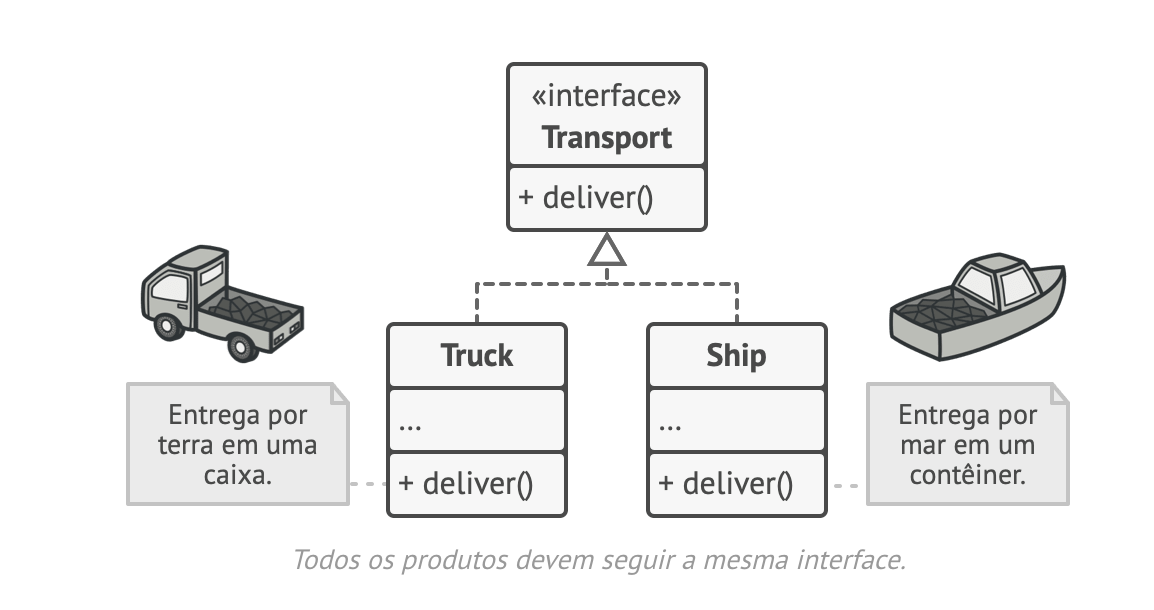 «interface»
Transport
+ deliver()
Truck
...
+ deliver()
Ship
...
+ deliver()
Entrega por
terra em uma
caixa.
Entrega por
mar em um
contêiner.
Todos os produtos devem seguir a mesma interface.